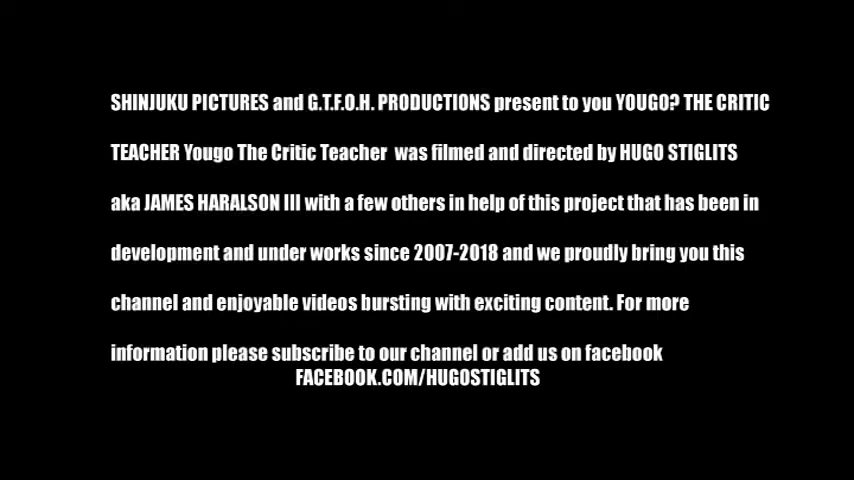 SHINJUKU PICTURES and G.T.F.O.H. PRODUCTIONS present to you YOUGO? THE CRITIC
TEACHER Yougo The Critic Teacher  was filmed and directed by HUGO STIGLITS
aka JAMES HARALSON III with a few others in help of this project that has been in
development and under works since 2007-2018 and we proudly bring you this
channel and enjoyable videos bursting with exciting content. For more
information please subscribe to our channel or add us on facebook
FACEBOOK.COM/HUGOSTIGLITS